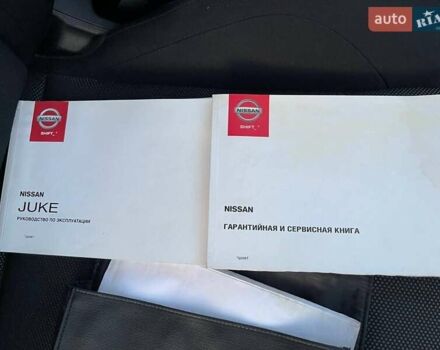 auto
RIA
NISSAN
SHIFT_
NISSAN
JUKE
РУКОВОДСТВО ПО ЭКСПЛУАТАЦИИ
NISSAN
SHIFT_
NISSAN
ГАРАНТИЙНАЯ И СЕРВИСНАЯ КНИГА